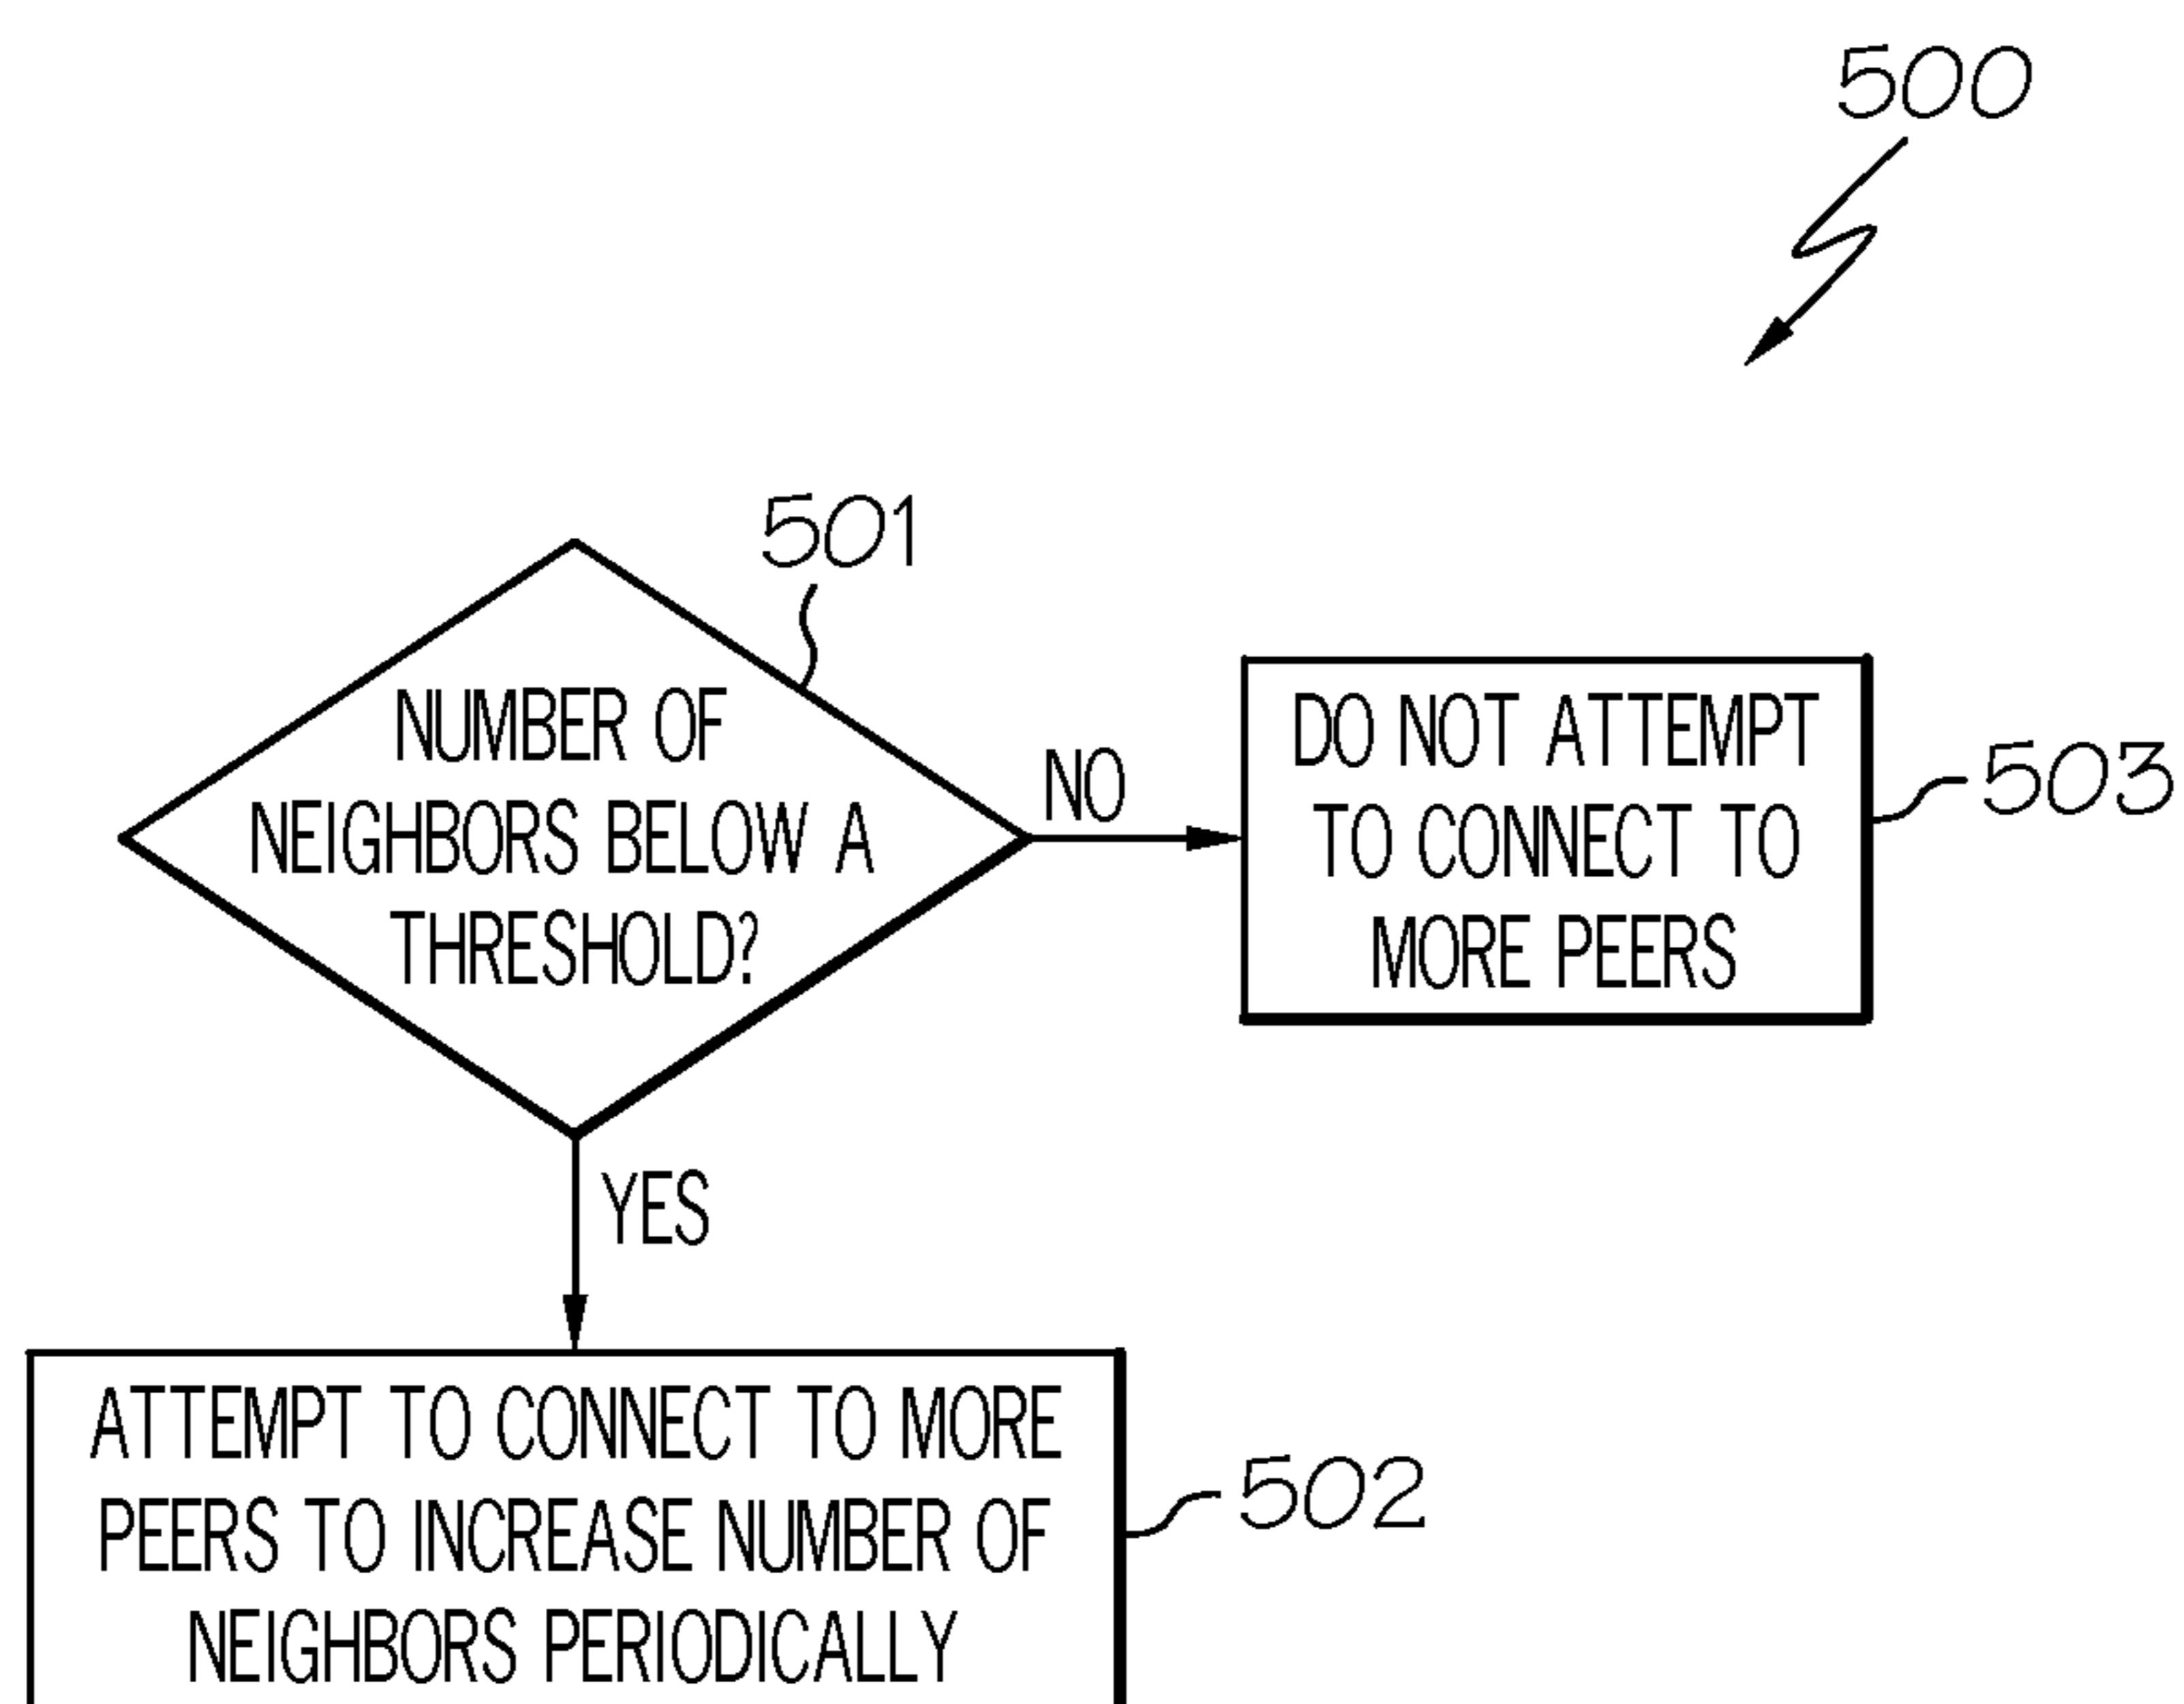 500
501
NUMBER OF
NEIGHBORS BELOW A
THRESHOLD?
NO
DO NOT ATTEMPT
TO CONNECT TO
MORE PEERS
503
YES
ATTEMPT TO CONNECT TO MORE
PEERS TO INCREASE NUMBER OF
NEIGHBORS PERIODICALLY
502